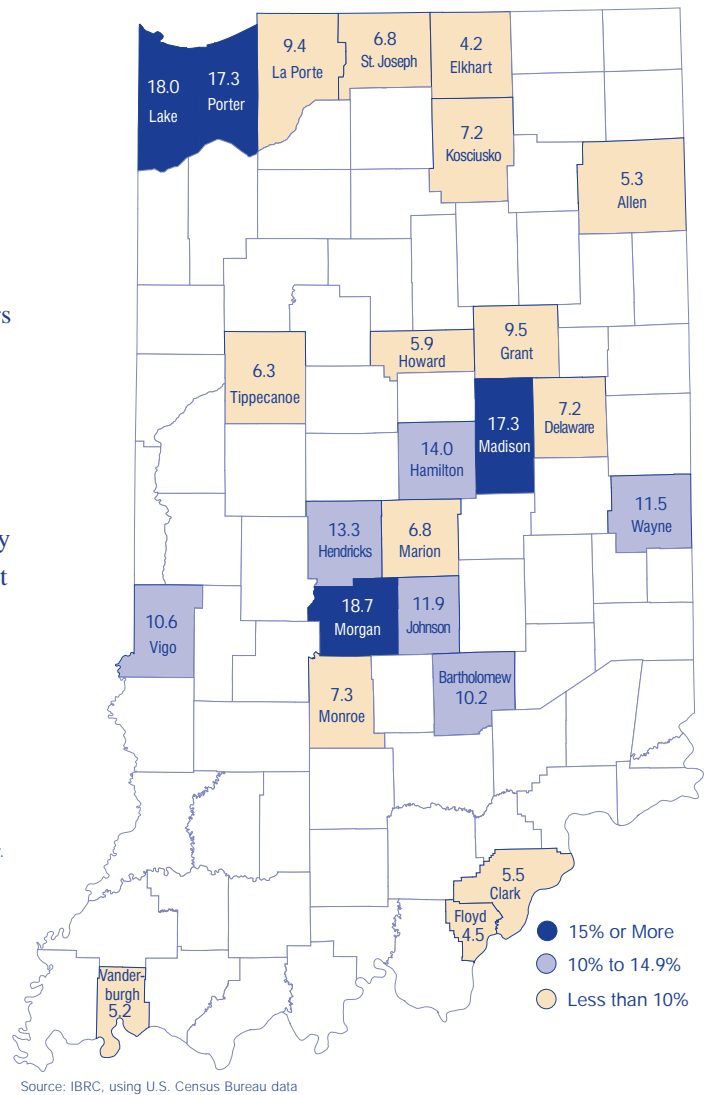 9.4
La Porte
6.8
St. Joseph
4.2
Elkhart
18.0
Lake
17.3
Porter
7.2
Kosciusko
5.3
Allen
s
9.5
Grant
5.9
Howard
6.3
Tippecanoe
7.2
Delaware
17.3
Madison
14.0
Hamilton
11.5
Wayne
13.3
Hendricks
6.8
Marion
y
t
18.7
Morgan
11.9
Johnson
10.6
Vigo
Bartholomew
10.2
7.3
Monroe
5.5
Clark
Floyd
4.5
Vander-
burgh
5.2
15% or More
10% to 14.9%
Less than 10%
Source: IBRC, using U.S. Census Bureau data